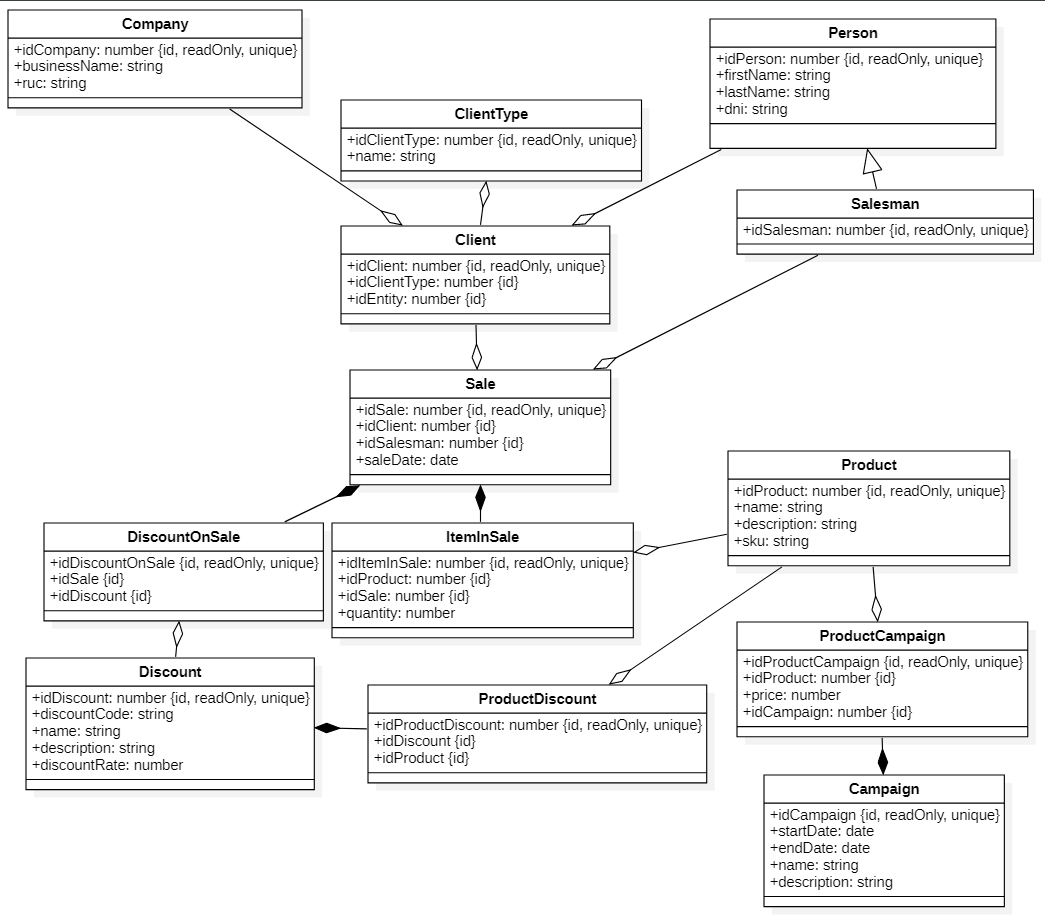 Company
+idCompany: number {id, readOnly, unique}
+businessName: string
+ruc: string
Person
+idPerson: number {id, readOnly, unique}
+firstName: string
+lastName: string
+dni: string
ClientType
+idClientType: number {id, readOnly, unique}
+name: string
Salesman
+idSalesman: number {id, readOnly, unique}
Client
+idClient: number {id, readOnly, unique}
+idClientType: number {id}
+idEntity: number {id}
Sale
+idSale: number {id, readOnly, unique}
+idClient: number {id}
+idSalesman: number {id}
+saleDate: date
Product
+idProduct: number {id, readOnly, unique}
+name: string
+description: string
+sku: string
DiscountOnSale
+idDiscountOnSale {id, readOnly, unique}
+idSale {id}
+idDiscount {id}
ItemInSale
+idItemInSale: number {id, readOnly, unique}
+idProduct: number {id}
+idSale: number {id}
+quantity: number
ProductCampaign
+idProductCampaign {id, readOnly, unique}
+idProduct: number {id}
+price: number
+idCampaign: number {id}
Discount
+idDiscount: number {id, readOnly, unique}
+discountCode: string
+name: string
+description: string
+discountRate: number
ProductDiscount
+idProductDiscount: number {id, readOnly, unique}
+idDiscount {id}
+idProduct {id}
Campaign
+idCampaign {id, readOnly, unique}
+startDate: date
+endDate: date
+name: string
+description: string